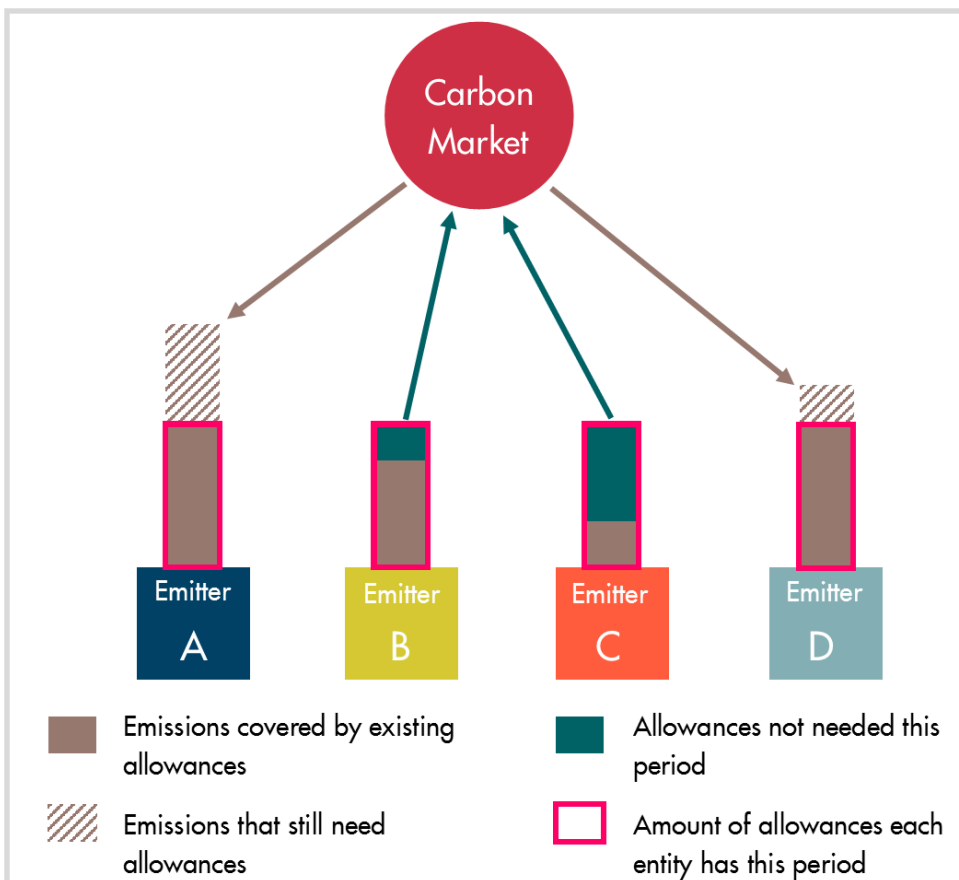 Carbon
Market
Emitter
A
Emitter
B
Emitter
C
Emitter
D
Emissions covered by existing
allowances
Allowances not needed this
period
Emissions that still need
allowances
Amount of allowances each
entity has this period